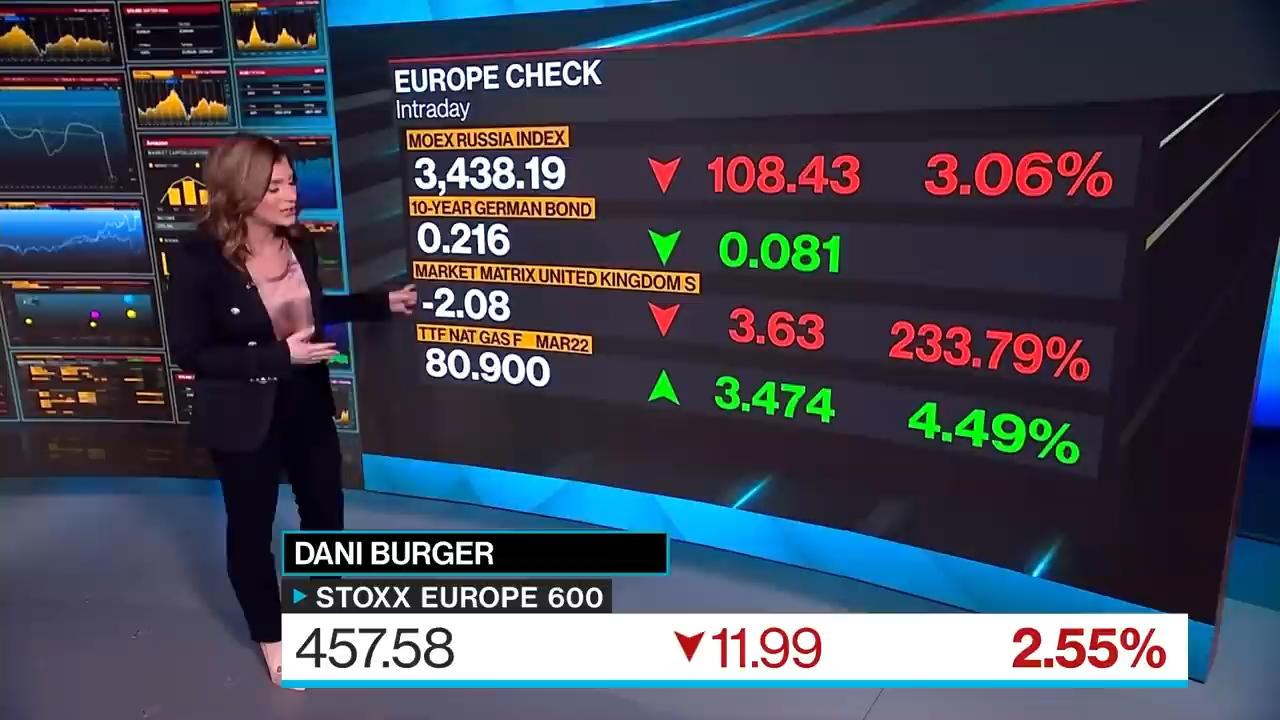 EUROPE CHECK
Intraday
MOEX RUSSIA INDEX
3,438.19 108.43 3.06%
10-YEAR GERMAN BOND
0.216 0.081
MARKET MATRIX UNITED KINGDOM S
-2.08 3.63 233.79%
TTF NAT GAS F MAR22
80.900 3.474 4.49%
Amazon
DANI BURGER
STOXX EUROPE 600
457.58 11.99 2.55%